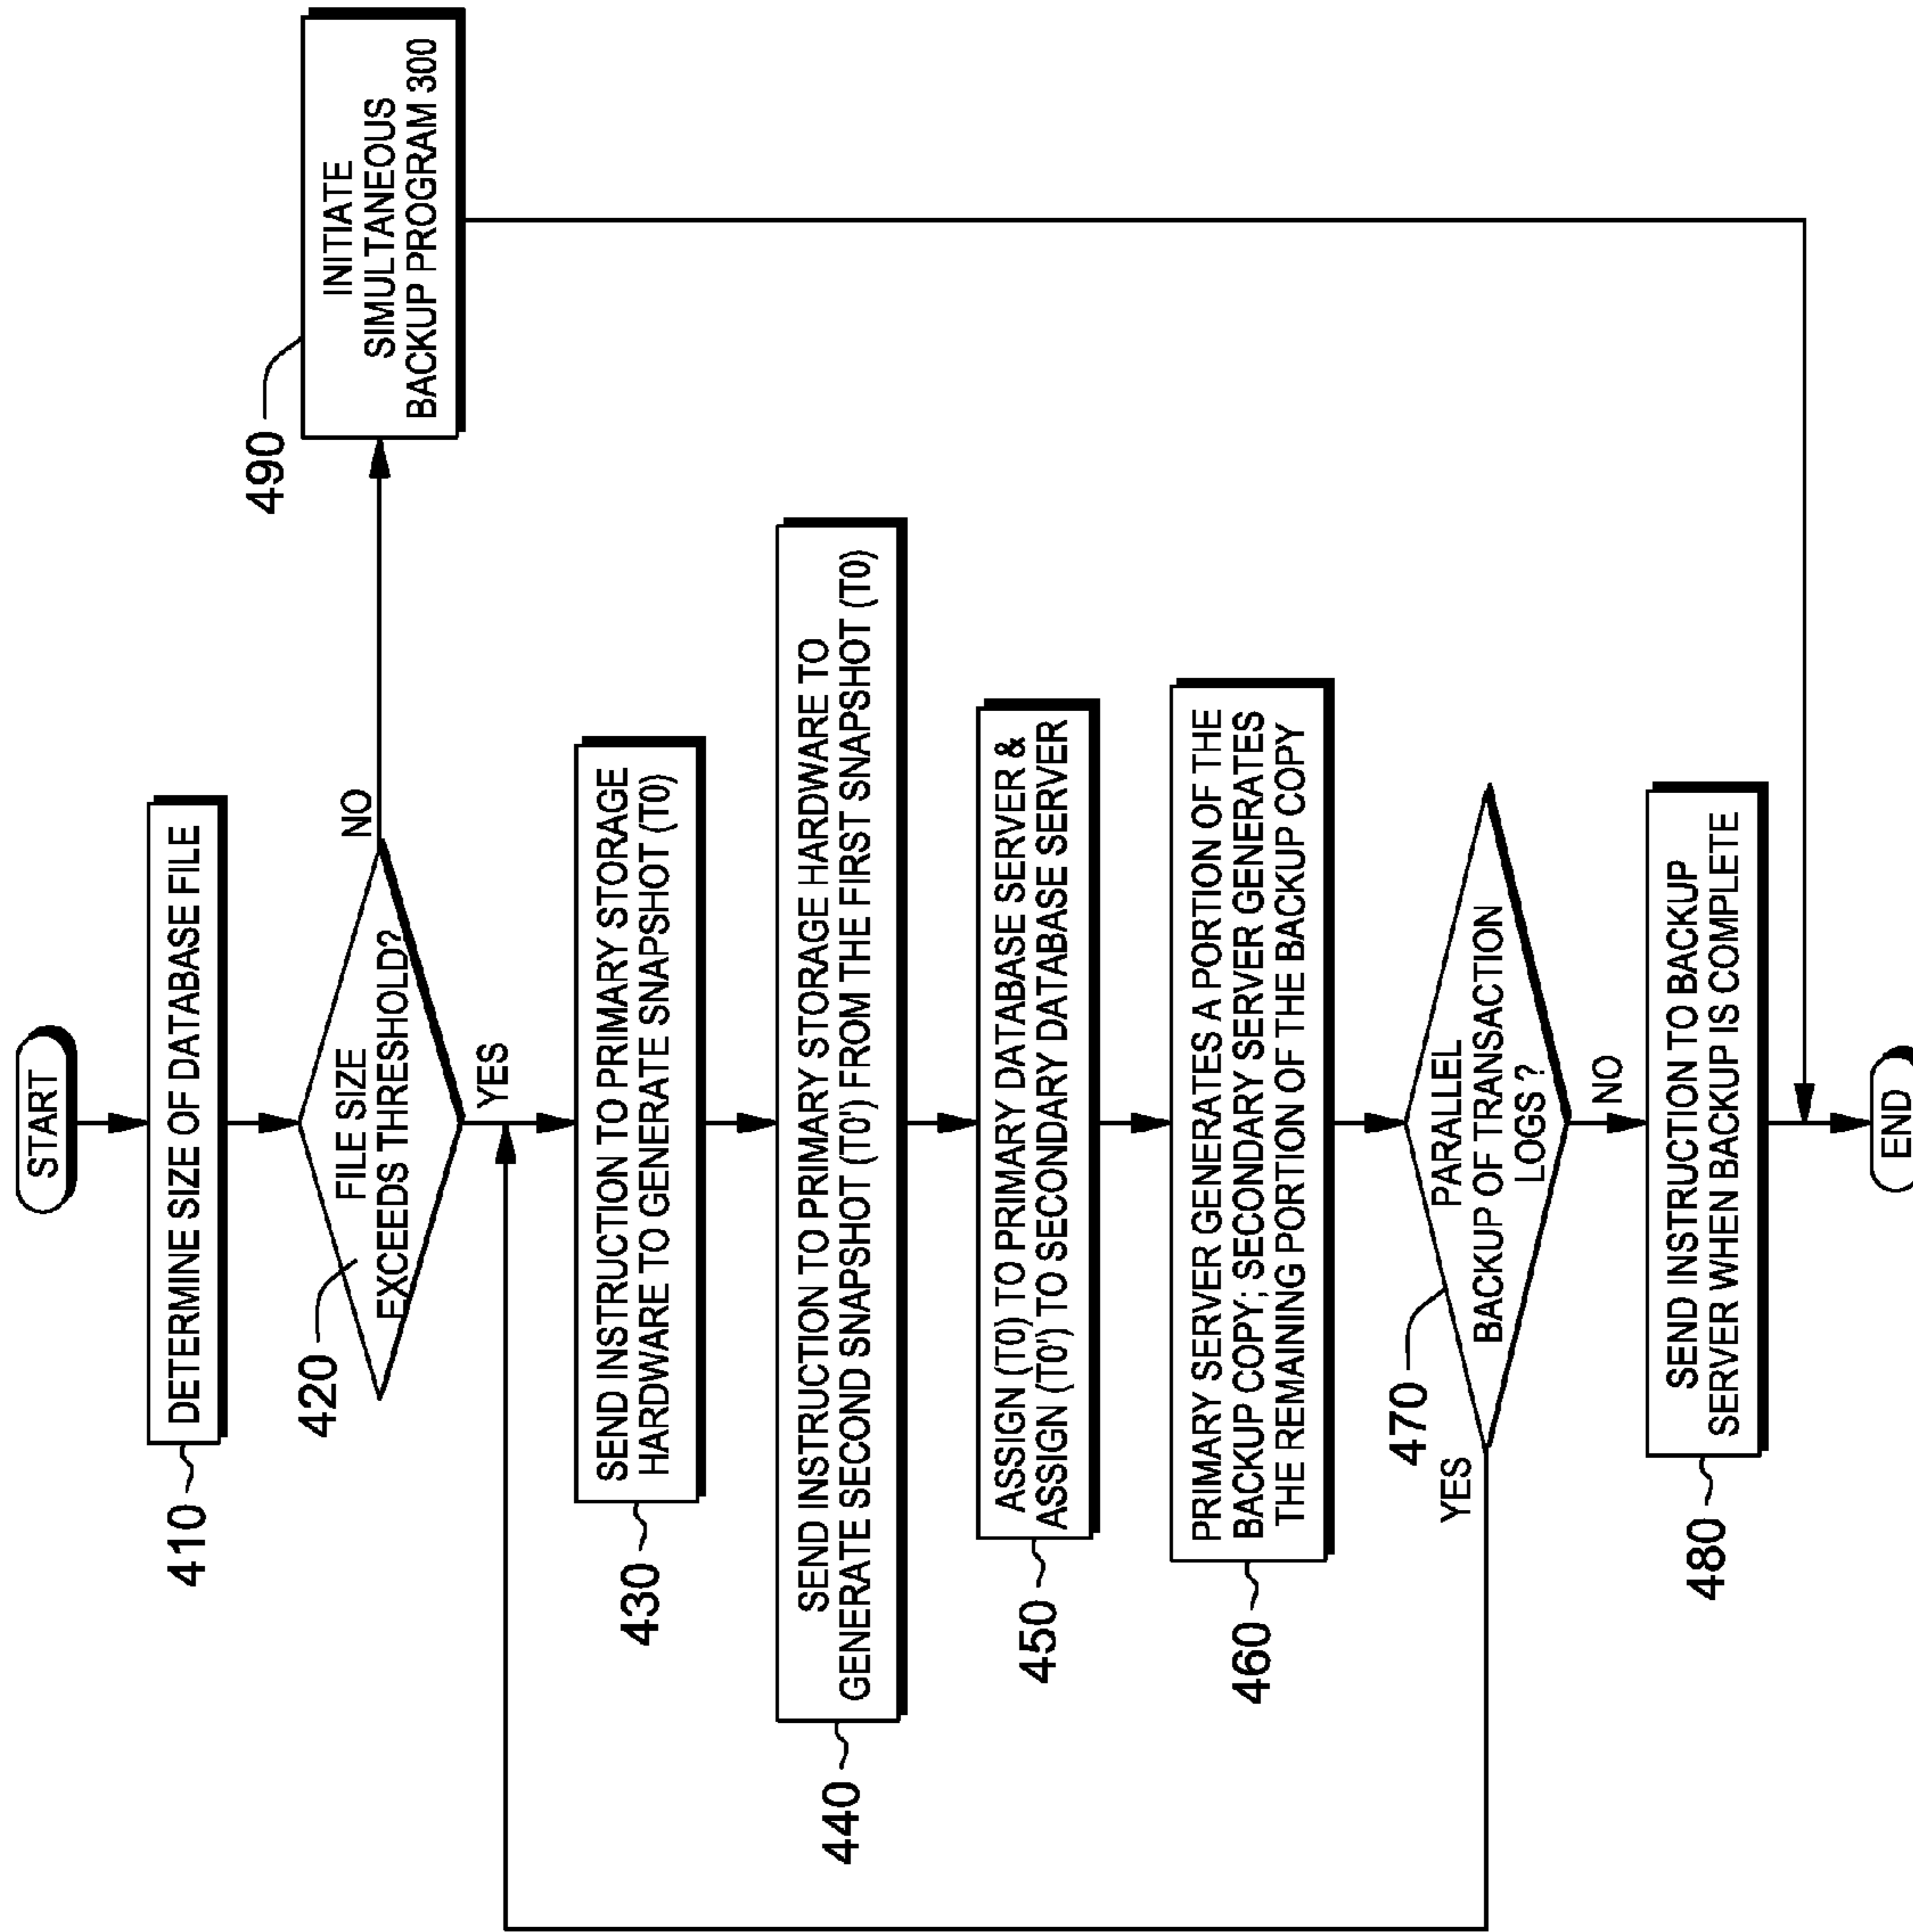 START
410
DETERMINE SIZE OF DATABASE FILE
420
FILE SIZE
EXCEEDS THRESHOLD?
NO
YES
490
INITIATE
SIMULTANEOUS
BACKUP PROGRAM 300
430
SEND INSTRUCTION TO PRIMARY STORAGE
HARDWARE TO GENERATE SNAPSHOT (T0)
440
SEND INSTRUCTION TO PRIMARY STORAGE HARDWARE TO
GENERATE SECOND SNAPSHOT (T0') FROM THE FIRST SNAPSHOT (T0)
450
ASSIGN (T0) TO PRIMARY DATABASE SERVER &
ASSIGN (T0') TO SECONDARY DATABASE SERVER
460
PRIMARY SERVER GENERATES A PORTION OF THE
BACKUP COPY; SECONDARY SERVER GENERATES
THE REMAINING PORTION OF THE BACKUP COPY
470
PARALLEL
BACKUP OF TRANSACTION
LOGS ?
YES
NO
480
SEND INSTRUCTION TO BACKUP
SERVER WHEN BACKUP IS COMPLETE
END